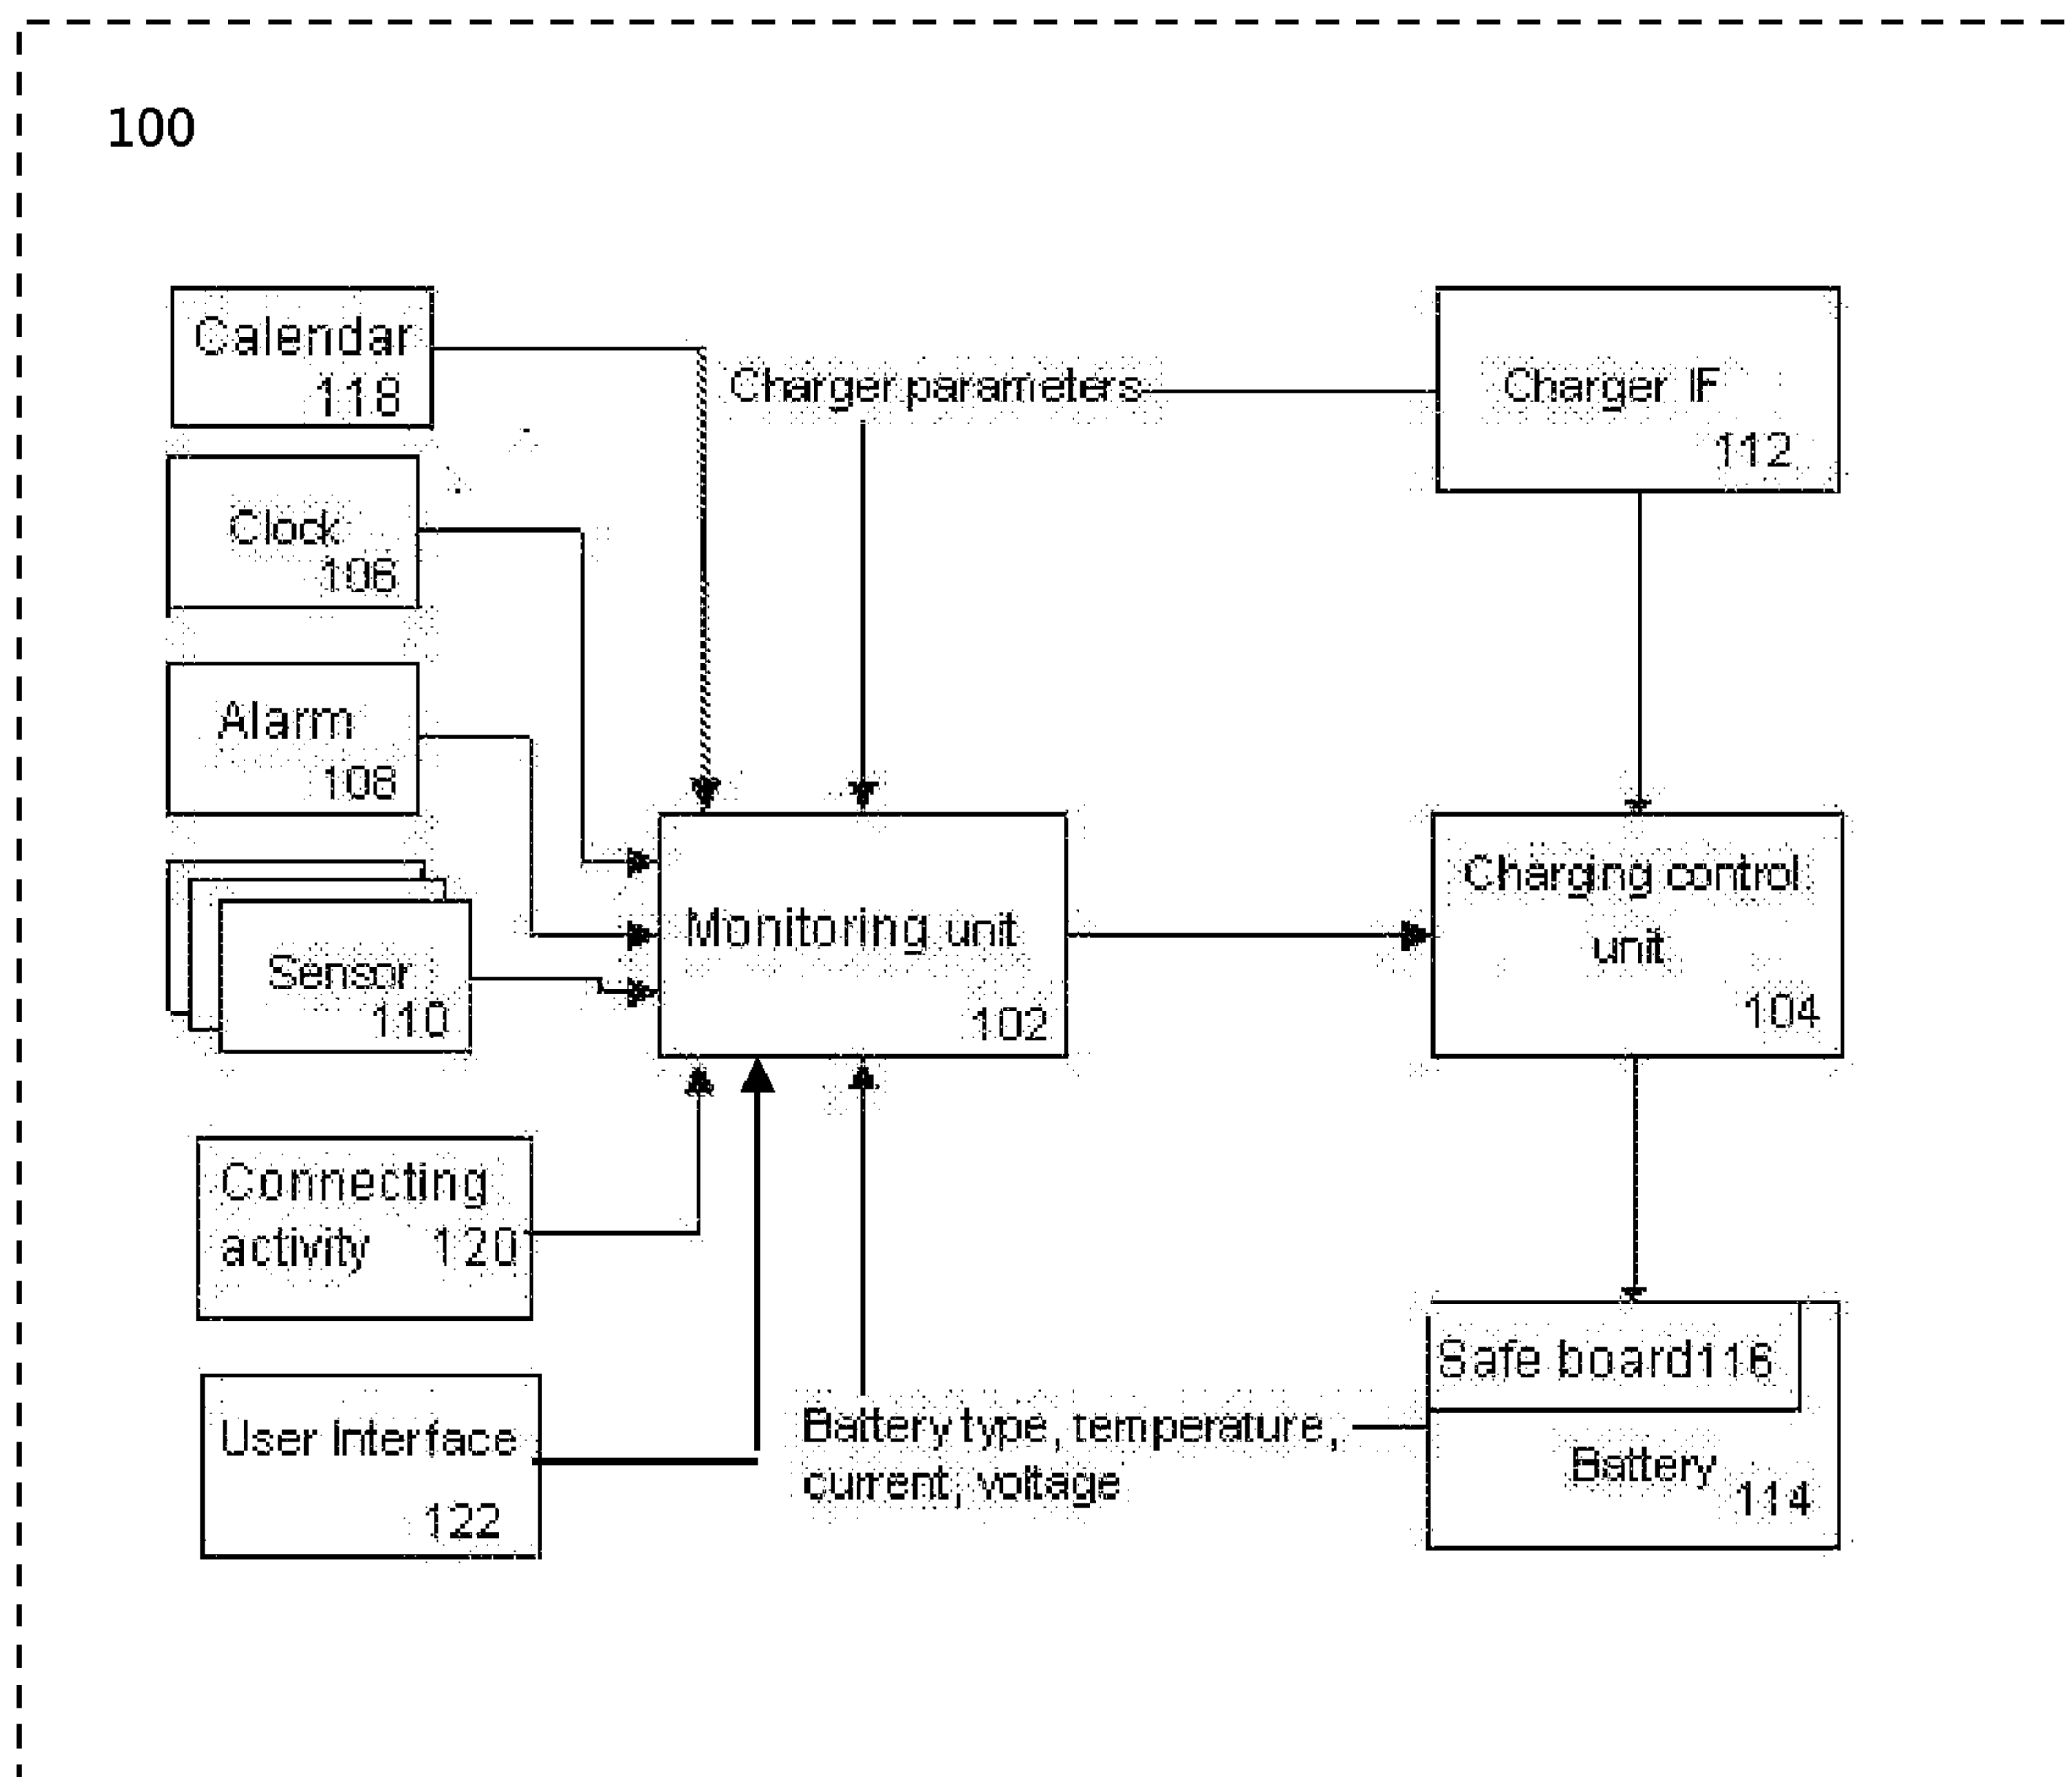 100
Calendar
118
Charger parameters
Charger IF
112
Clock
106
Alarm
108
Sensor
110
Monitoring unit
102
Charging control
unit
104
Connecting
activity 120
User Interface
122
Battery type, temperature,
current, voltage
Safe board116
Battery
114